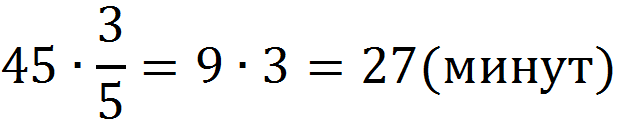 45 · 3/5 = 9 · 3 = 27(минут)